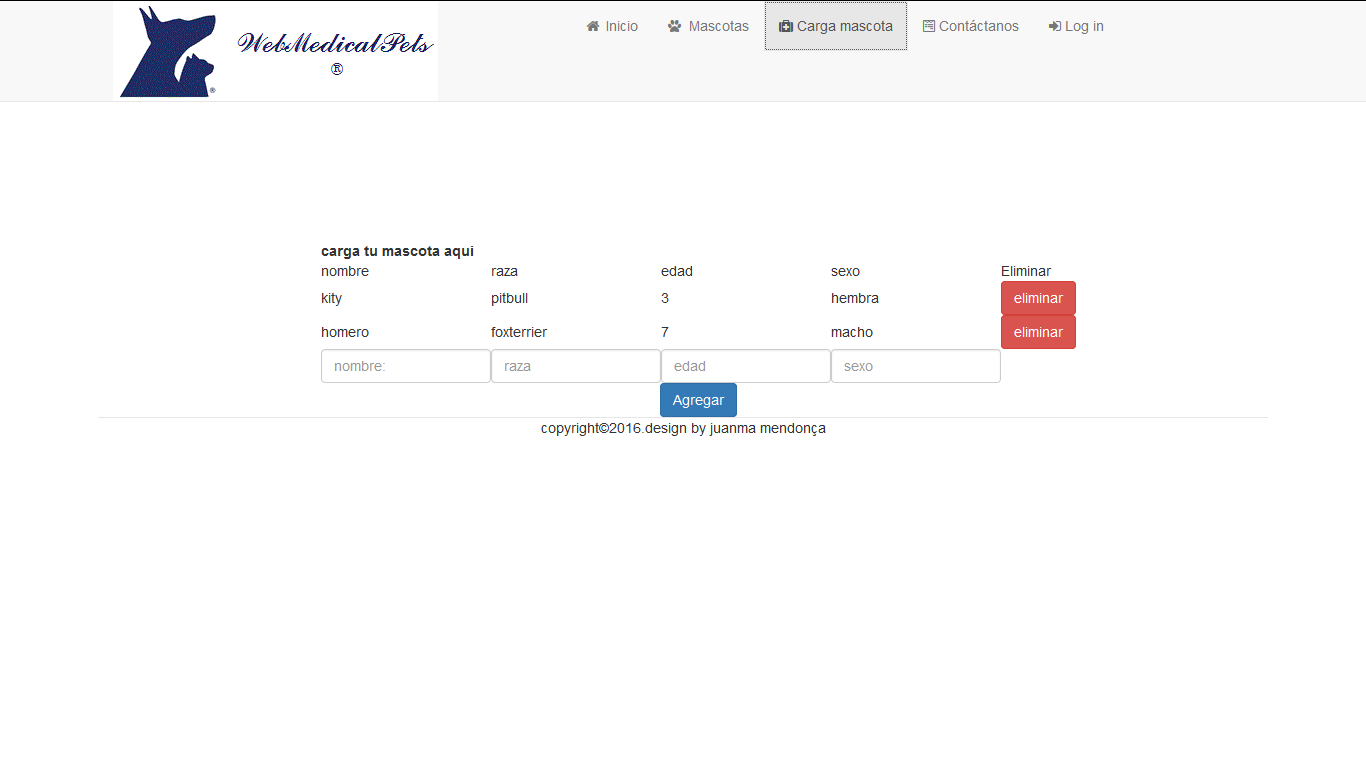 WebMedicalPets
®
®
Inicio Mascotas Carga mascota Contáctanos Log in
carga tu mascota aqui
nombre raza edad sexo Eliminar
kity pitbull 3 hembra eliminar
homero foxterrier 7 macho eliminar
nombre: raza edad sexo
Agregar
copyright©2016.design by juanma mendonça